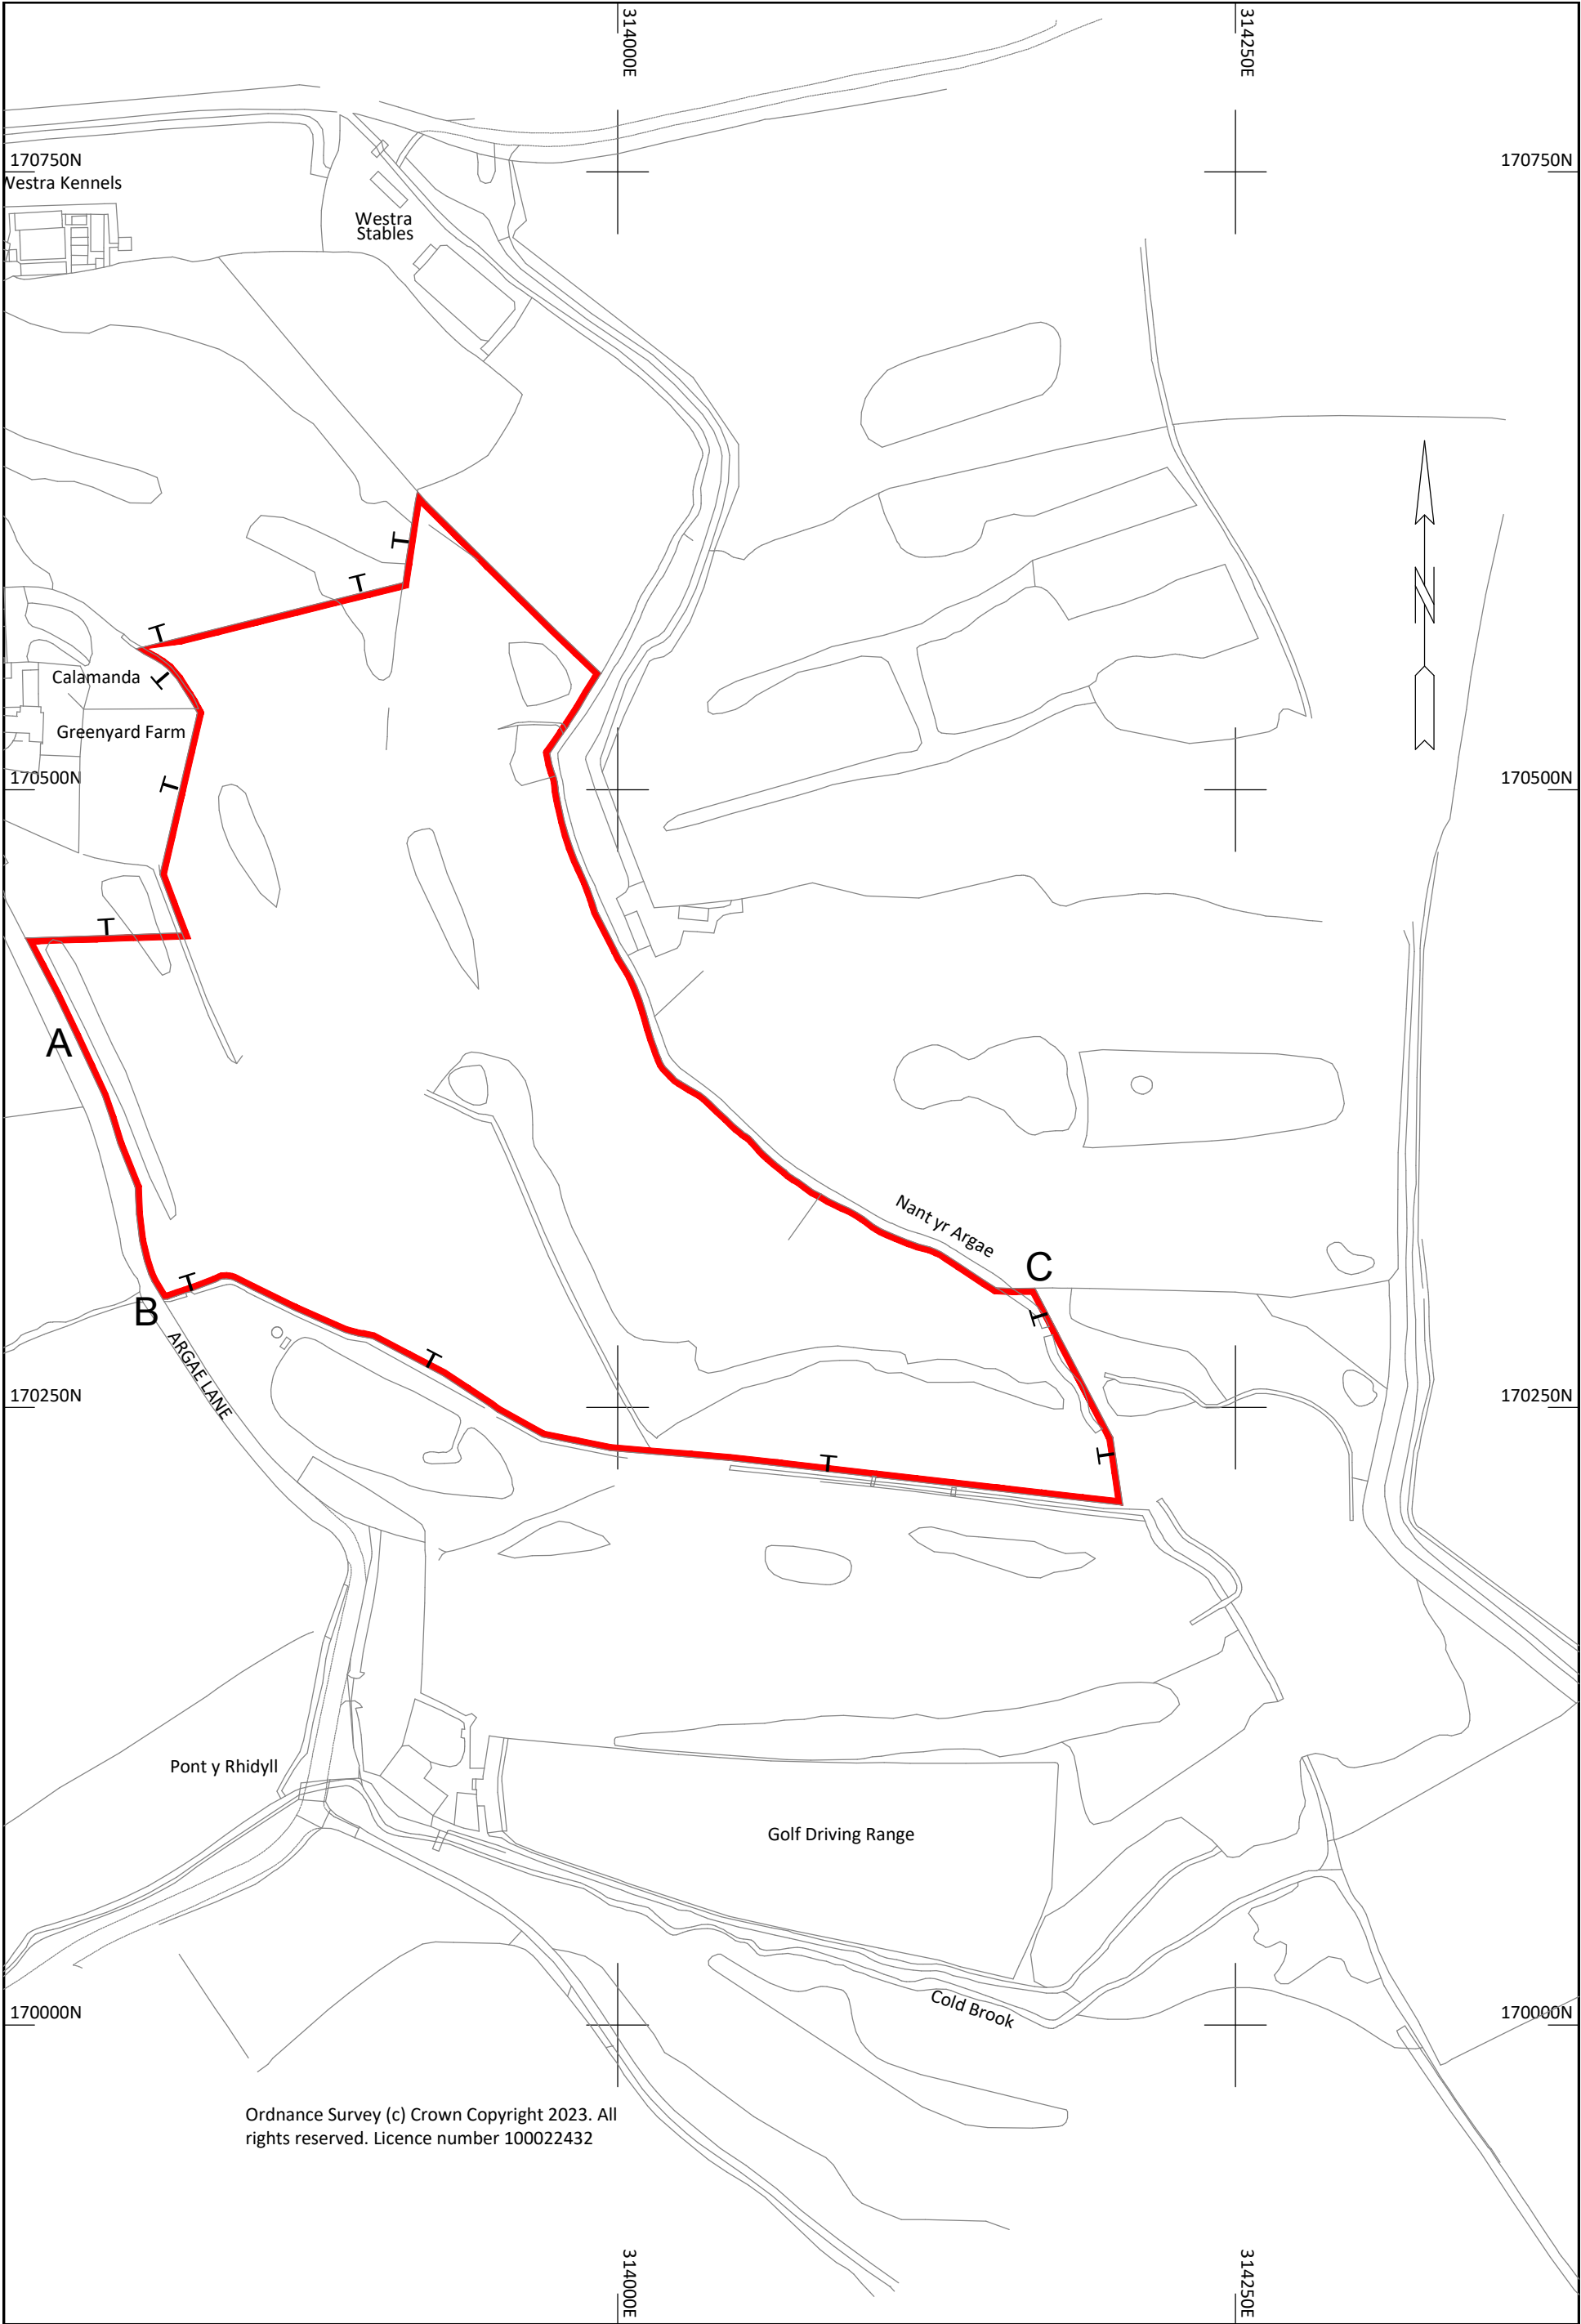 314000E
314250E
170750N
170750N
Westra Kennels
Westra
Stables
T
T
T
Calamanda
T
Greenyard Farm
T
N
170500N
170500N
T
A
Nant yr Argae
C
T
B
T
ARGAE LANE
T
170250N
170250N
T
T
Pont y Rhidyll
Golf Driving Range
Cold Brook
170000N
170000N
Ordnance Survey (c) Crown Copyright 2023. All
rights reserved. Licence number 100022432
314000E
314250E